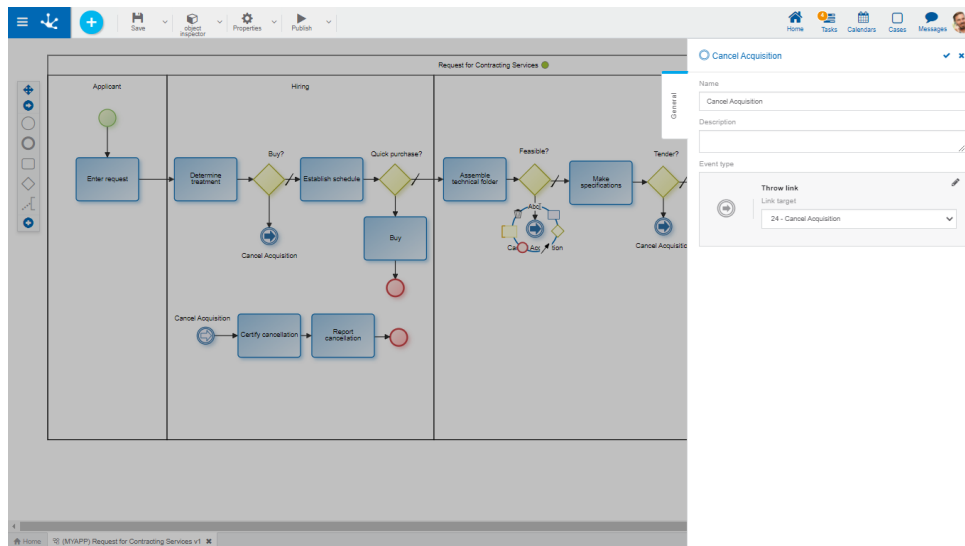 Save
object
inspector
Properties
Publish
4
Home
Tasks
Calendars
Cases
Messages
Request for Contracting Services
Applicant
Hiring
Enter request
Determine
treatment
Buy?
Establish schedule
Quick purchase?
Buy
Cancel Acquisition
Assemble
technical folder
Feasible?
Abc
Make
specifications
Tender?
Cancel Acquisition
Certify cancellation
Report
cancellation
General
Cancel Acquisition
Name
Cancel Acquisition
Description
Event type
Throw link
Link target
24 - Cancel Acquisition
Home
(MYAPP) Request for Contracting Services v1